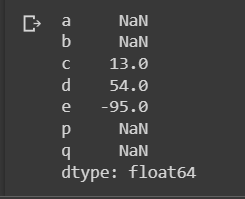 a NaN
b NaN
c 13.0
d 54.0
e -95.0
p NaN
q NaN
dtype: float64